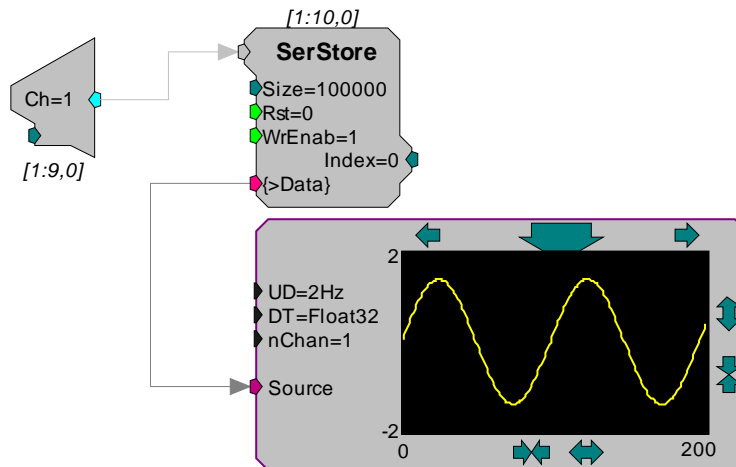 [1:10,0]
SerStore
Ch=1
Size=100000
Rst=0
WrEnab=1
Index=0
[1:9,0]
{>Data}
2
UD=2Hz
DT=Float32
nChan=1
Source
-2
0
200